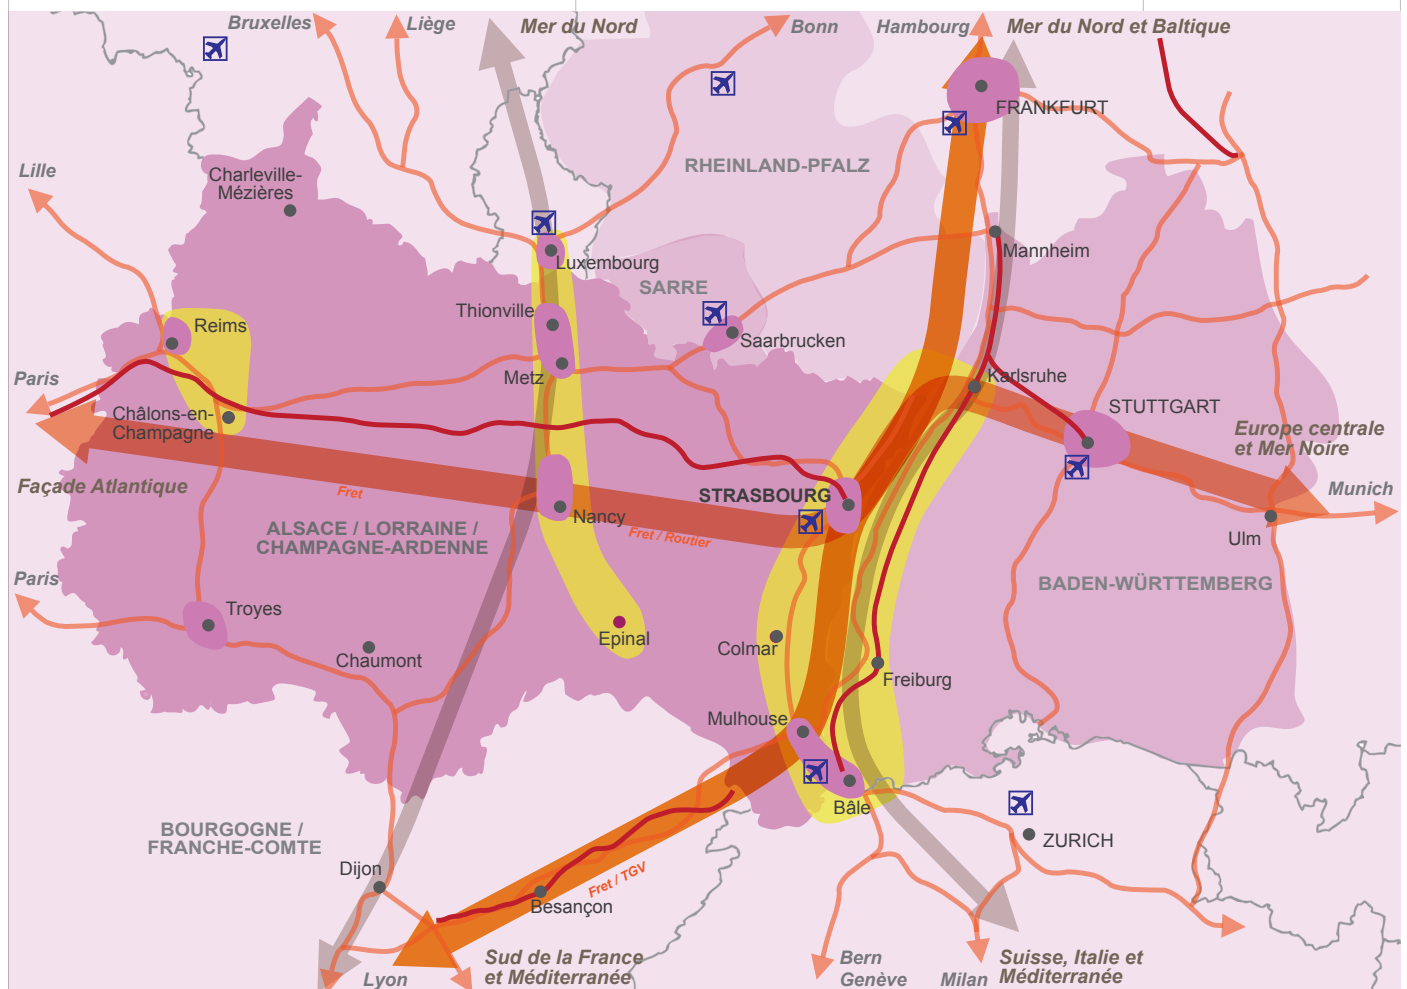 Bruxelles
Liège
Mer du Nord
Bonn
Hambourg
Mer du Nord et Baltique
FRANKFURT
RHEINLAND-PFALZ
Lille
Charleville-
Mézières
Mannheim
Luxembourg
SARRE
Thionville
Reims
Saarbrucken
Paris
Metz
Karlsruhe
Châlons-en-
Champagne
STUTTGART
Europe centrale
et Mer Noire
Façade Atlantique
Fret
STRASBOURG
Munich
Nancy
ALSACE / LORRAINE /
CHAMPAGNE-ARDENNE
Fret / Routier
Ulm
Paris
BADEN-WÜRTTEMBERG
Troyes
Epinal
Colmar
Chaumont
Freiburg
Mulhouse
Bâle
BOURGOGNE /
FRANCHE-COMTE
ZURICH
Dijon
Fret / TGV
Besançon
Sud de la France
et Méditerranée
Lyon
Bern
Genève
Milan
Suisse, Italie et
Méditerranée